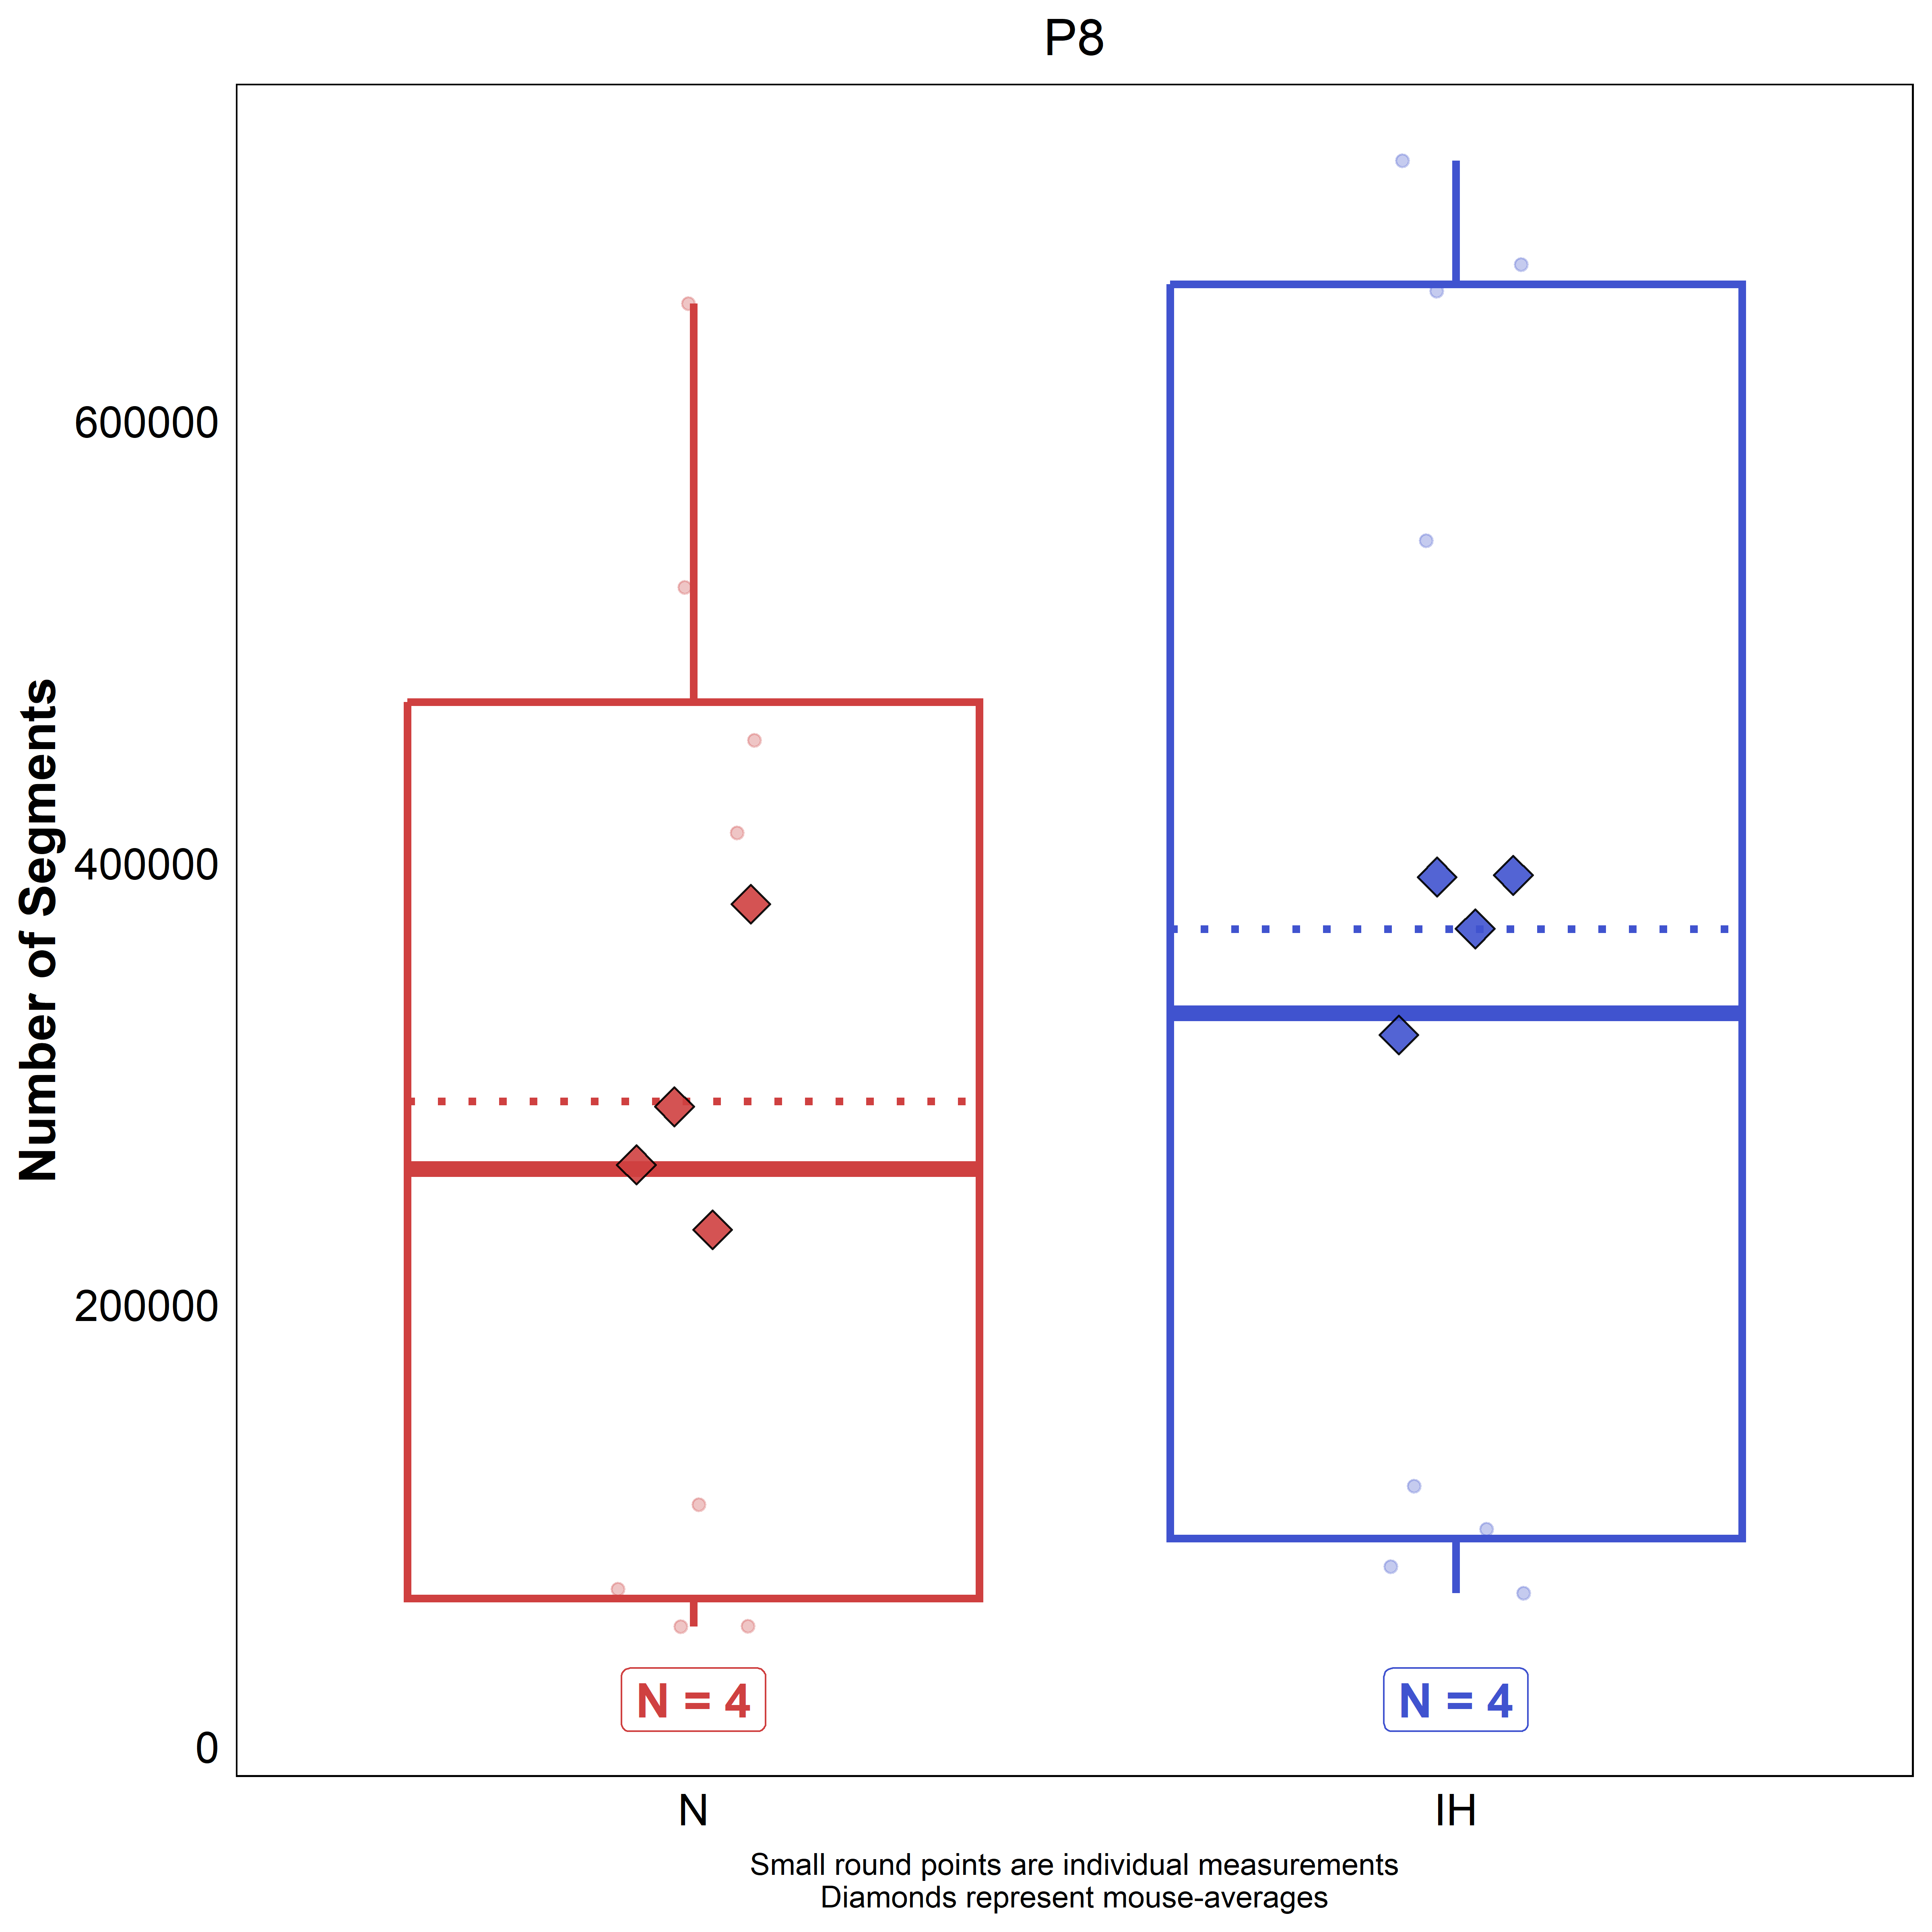 P8
Number of Segments
600000
400000
200000
0
N = 4
N = 4
N
IH
Small round points are individual measurements
Diamonds represent mouse-averages